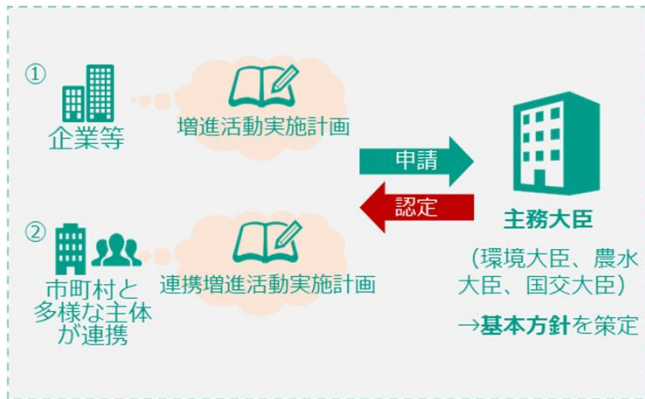 ①
企業等
増進活動実施計画
②
市町村と
多様な主体
が連携
連携増進活動実施計画
申請
認定
主務大臣
（環境大臣、農水
大臣、国交大臣）
→基本方針を策定